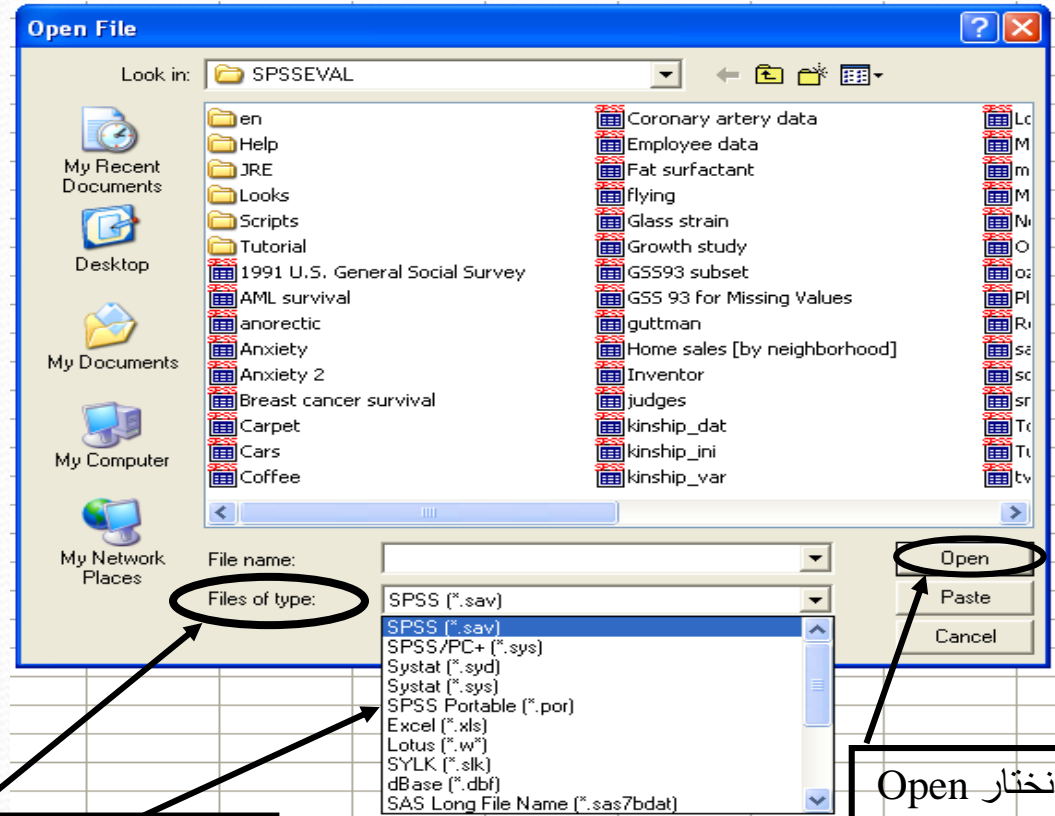 Open File
Look in: SPSSEVAL
My Recent Documents
Desktop
My Documents
My Computer
My Network Places
en
Help
JRE
Looks
Scripts
Tutorial
1991 U.S. General Social Survey
AML survival
anorectic
Anxiety
Anxiety 2
Breast cancer survival
Carpet
Cars
Coffee
Coronary artery data
Employee data
Fat surfactant
flying
Glass strain
Growth study
GSS93 subset
GSS 93 for Missing Values
guttman
Home sales [by neighborhood]
Inventor
judges
kinship_dat
kinship_ini
kinship_var
File name:
Open
Files of type: SPSS (*.sav)
Paste
Cancel
SPSS (*.sav)
SPSS/PC+ (*.sys)
Systat (*.syd)
Systat (*.sys)
SPSS Portable (*.por)
Excel (*.xls)
Lotus (*.w*)
SYLK (*.slk)
dBase (*.dbf)
SAS Long File Name (*.sas7bdat)
نختار Open